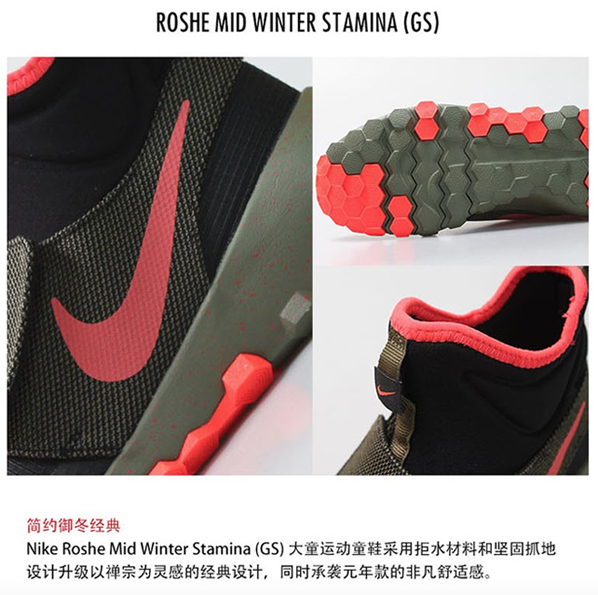 ROSHE MID WINTER STAMINA (GS)
简约御冬经典
Nike Roshe Mid Winter Stamina (GS) 大童运动童鞋采用拒水材料和坚固抓地
设计升级以禅宗为灵感的经典设计，同时承袭元年款的非凡舒适感。